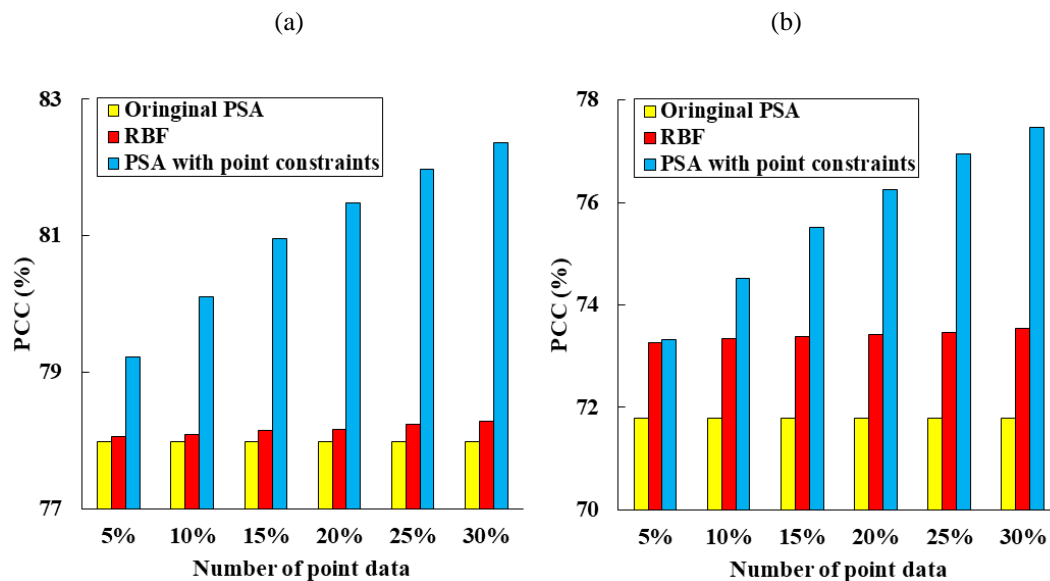 (a)
83
81
79
77
PCC (%)
Oringinal PSA
RBF
PSA with point constraints
5% 10% 15% 20% 25% 30%
Number of point data
(b)
78
76
74
72
70
PCC (%)
Oringinal PSA
RBF
PSA with point constraints
5% 10% 15% 20% 25% 30%
Number of point data